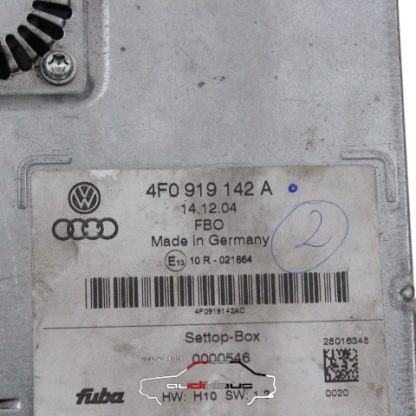 4F0 919 142 A
14.12.04
FBO
2
Made in Germany
E13 10 R - 021864
4F0919142AC
Settop-Box
0000546
28016348
fuba
HW: H10 SW:
0020